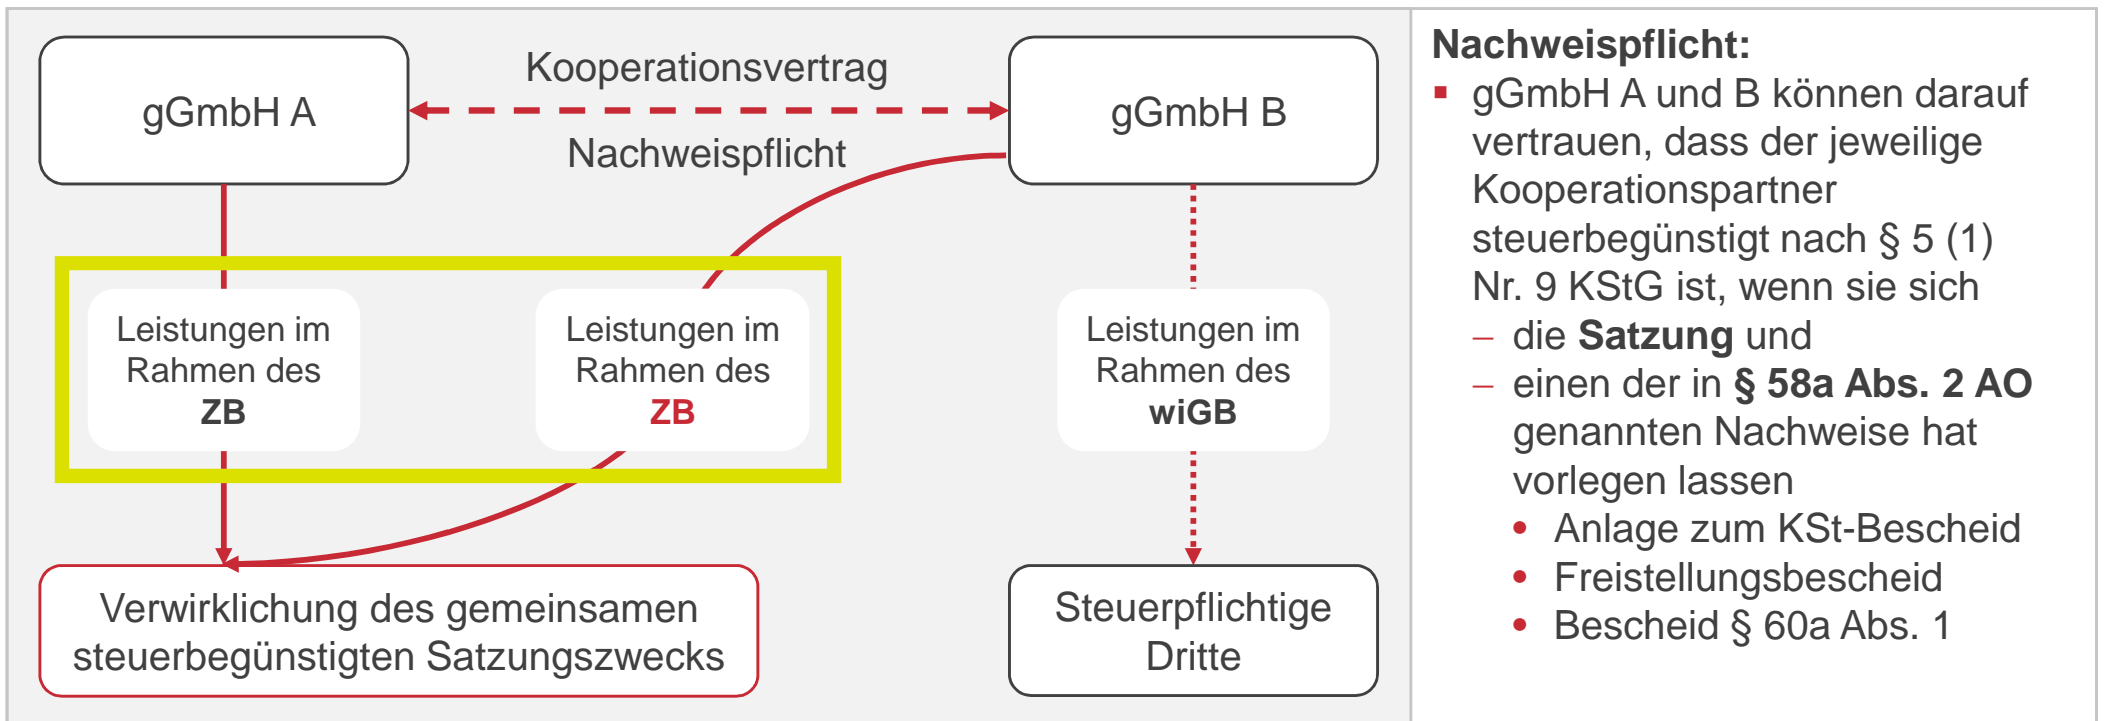 gGmbH A
Kooperationsvertrag
Nachweispflicht
gGmbH B
Leistungen im
Rahmen des
ZB
Leistungen im
Rahmen des
ZB
Leistungen im
Rahmen des
wiGB
Verwirklichung des gemeinsamen
steuerbegünstigten Satzungszwecks
Steuerpflichtige
Dritte
Nachweispflicht:
▪ gGmbH A und B können darauf
vertrauen, dass der jeweilige
Kooperationspartner
steuerbegünstigt nach § 5 (1)
Nr. 9 KStG ist, wenn sie sich
– die Satzung und
– einen der in § 58a Abs. 2 AO
genannten Nachweise hat
vorlegen lassen
• Anlage zum KSt-Bescheid
• Freistellungsbescheid
• Bescheid § 60a Abs. 1